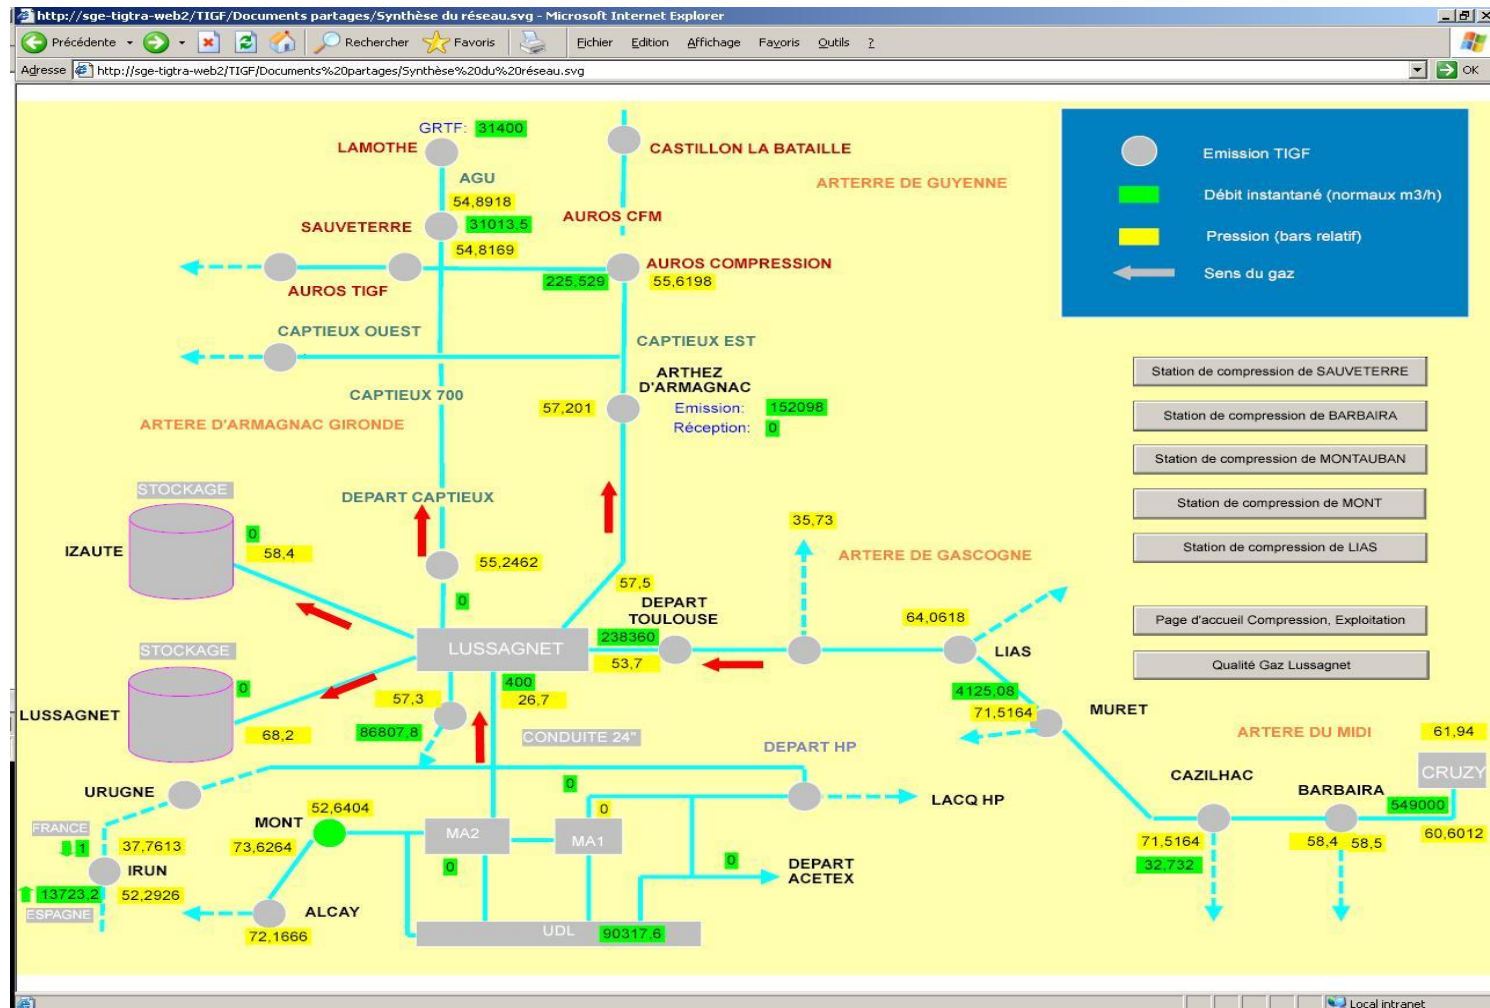 http://sge-tigtra-web2/TIGF/Documents partages/Synthèse du réseau.svg - Microsoft Internet Explorer
Précédente
Rechercher
Favoris
Fichier Edition Affichage Favoris Outils ?
Adresse http://sge-tigtra-web2/TIGF/Documents%20partages/Synthèse%20du%20réseau.svg OK
GRTF: 31400
LAMOTHE
CASTILLON LA BATAILLE
Emission TIGF
AGU
ARTERRE DE GUYENNE
54,8918
Débit instantané (normaux m3/h)
SAUVETERRE
31013,5
AUROS CFM
Pression (bars relatif)
54,8169
AUROS COMPRESSION
Sens du gaz
AUROS TIGF
225,529
55,6198
CAPTIEUX OUEST
CAPTIEUX EST
ARTHEZ
D'ARMAGNAC
Station de compression de SAUVETERRE
CAPTIEUX 700
57,201
Emission: 152098
Réception: 0
Station de compression de BARBAIRA
ARTERE D'ARMAGNAC GIRONDE
Station de compression de MONTAUBAN
STOCKAGE
DEPART CAPTIEUX
Station de compression de MONT
35,73
IZAUTE
0
58,4
55,2462
ARTERE DE GASCOGNE
Station de compression de LIAS
57,5
0
DEPART
TOULOUSE
64,0618
Page d'accueil Compression, Exploitation
STOCKAGE
LUSSAGNET
238360
53,7
LIAS
Qualité Gaz Lussagnet
0
400
26,7
57,3
4125,08
71,5164
MURET
LUSSAGNET
68,2
86807,8
CONDUITE 24"
DEPART HP
ARTERE DU MIDI
61,94
CRUZY
CAZILHAC
BARBAIRA
549000
URUGNE
0
LACQ HP
52,6404
MONT
0
FRANCE
1
37,7613
73,6264
MA2
MA1
71,5164
58,4
58,5
60,6012
32,732
IRUN
0
0
DEPART
ACETEX
13723,2
52,2926
ESPAGNE
ALCAY
72,1666
UDL
90317,6
Local intranet